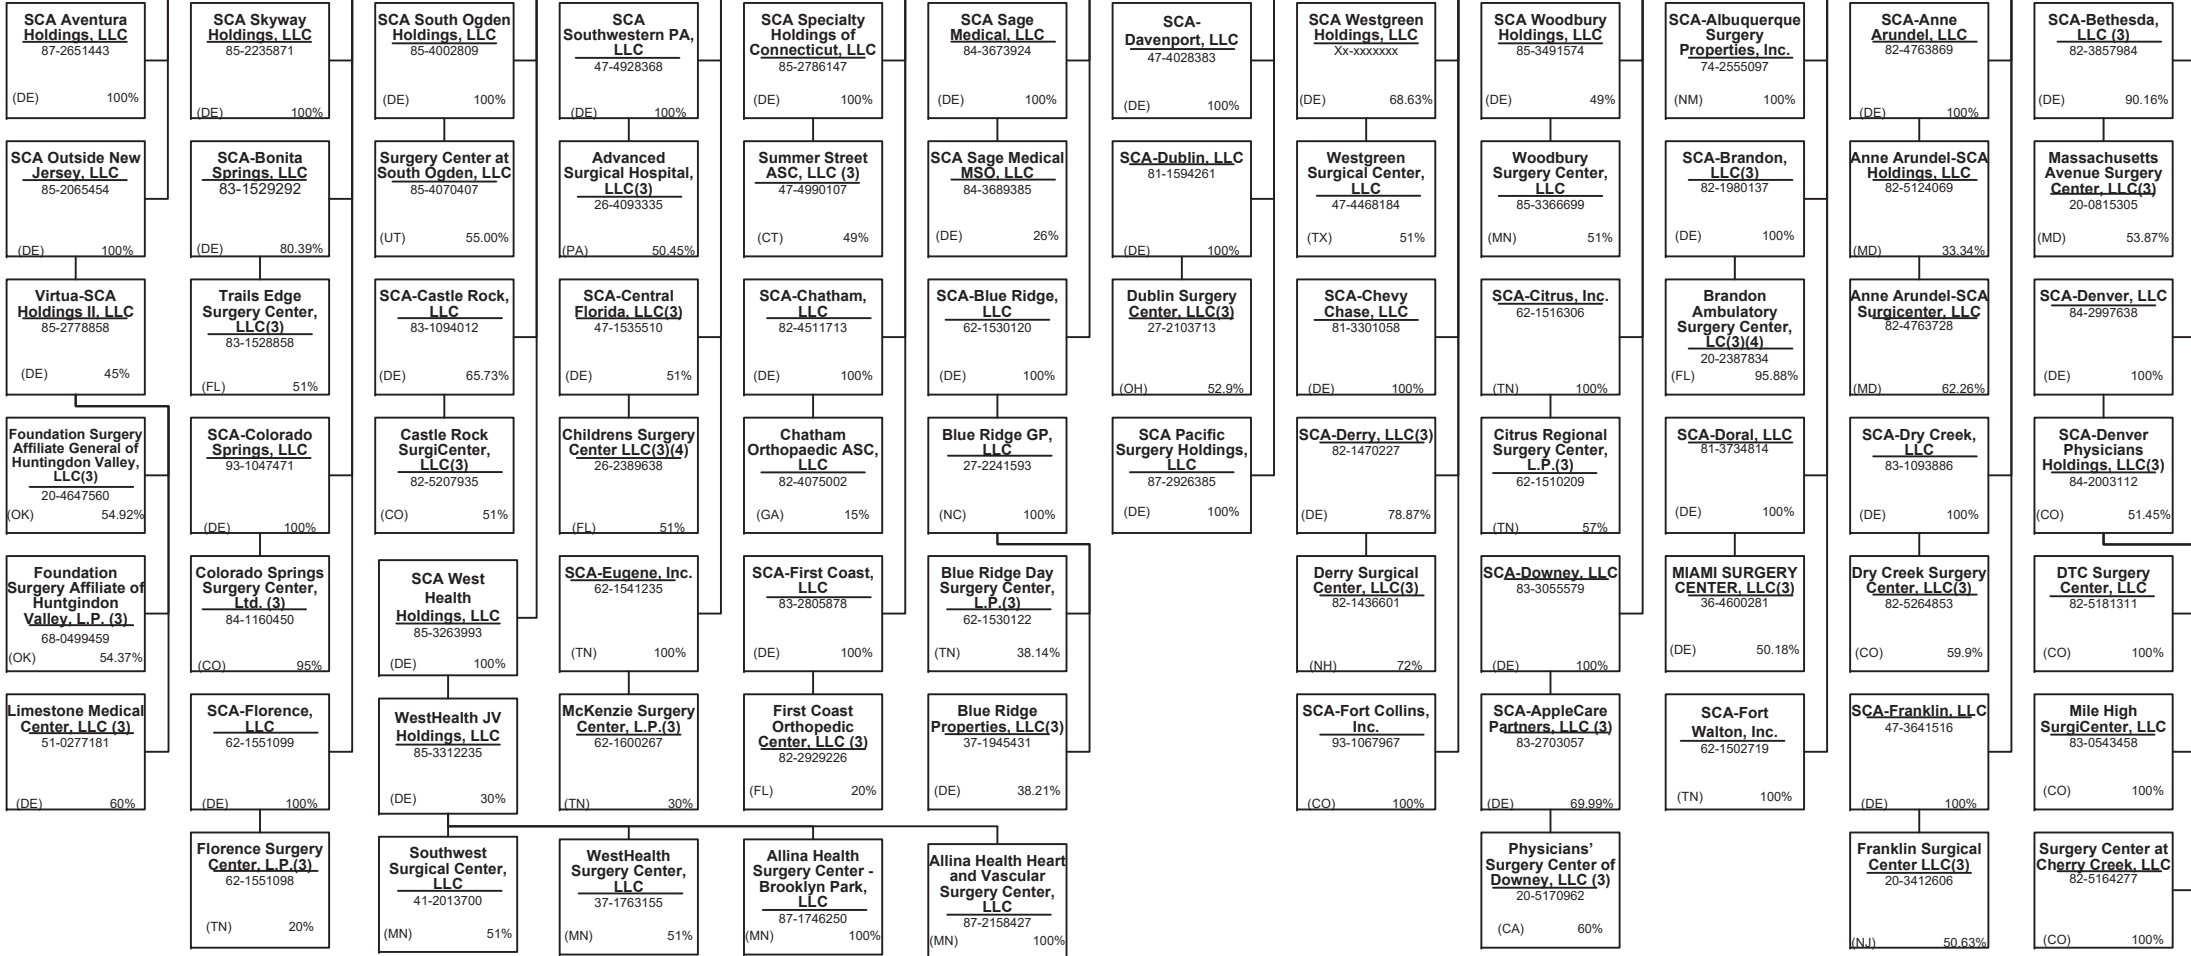 SCA Aventura
Holdings, LLC
87-2651443
(DE) 100%
SCA Outside New
Jersey, LLC
85-2065454
(DE) 100%
Virtua-SCA
Holdings II, LLC
85-2778858
(DE) 45%
Foundation Surgery
Affiliate General of
Huntingdon Valley,
LLC(3)
20-4647560
(OK) 54.92%
Foundation
Surgery Affiliate of
Huntgindon
Valley, L.P. (3)
68-0499459
(OK) 54.37%
Limestone Medical
Center, LLC (3)
51-0277181
(DE) 60%
SCA Skyway
Holdings, LLC
85-2235871
(DE) 100%
SCA-Bonita
Springs, LLC
83-1529292
(DE) 80.39%
Trails Edge
Surgery Center,
LLC(3)
83-1528858
(FL) 51%
SCA-Colorado
Springs, LLC
93-1047471
(DE) 100%
Colorado Springs
Surgery Center,
Ltd. (3)
84-1160450
(CO) 95%
SCA-Florence,
LLC
62-1551099
(DE) 100%
Florence Surgery
Center, L.P.(3)
62-1551098
(TN) 20%
SCA South Ogden
Holdings, LLC
85-4002809
(DE) 100%
Surgery Center at
South Ogden, LLC
85-4070407
(UT) 55.00%
SCA-Castle Rock,
LLC
83-1094012
(DE) 65.73%
Castle Rock
SurgiCenter,
LLC(3)
82-5207935
(CO) 51%
SCA West
Health
Holdings, LLC
85-3263993
(DE) 100%
WestHealth JV
Holdings, LLC
85-3312235
(DE) 30%
Southwest
Surgical Center,
LLC
41-2013700
(MN) 51%
SCA
Southwestern PA,
LLC
47-4928368
(DE) 100%
Advanced
Surgical Hospital,
LLC(3)
26-4093335
(PA) 50.45%
SCA-Central
Florida, LLC(3)
47-1535510
(DE) 51%
Childrens Surgery
Center LLC(3)(4)
26-2389638
(FL) 51%
SCA-Eugene, Inc.
62-1541235
(TN) 100%
McKenzie Surgery
Center, L.P.(3)
62-1600267
(TN) 30%
WestHealth
Surgery Center,
LLC
37-1763155
(MN) 51%
SCA Specialty
Holdings of
Connecticut, LLC
85-2786147
(DE) 100%
Summer Street
ASC, LLC (3)
47-4990107
(CT) 49%
SCA-Chatham,
LLC
82-4511713
(DE) 100%
Chatham
Orthopaedic ASC,
LLC
82-4075002
(GA) 15%
SCA-First Coast,
LLC
83-2805878
(DE) 100%
First Coast
Orthopedic
Center, LLC (3)
82-2929226
(FL) 20%
Allina Health
Surgery Center -
Brooklyn Park,
LLC
87-1746250
(MN) 100%
SCA Sage
Medical, LLC
84-3673924
(DE) 100%
SCA Sage Medical
MSO, LLC
84-3689385
(DE) 26%
SCA-Blue Ridge,
LLC
62-1530120
(DE) 100%
Blue Ridge GP,
LLC
27-2241593
(NC) 100%
Blue Ridge Day
Surgery Center,
L.P.(3)
62-1530122
(TN) 38.14%
Blue Ridge
Properties, LLC(3)
37-1945431
(DE) 38.21%
Allina Health Heart
and Vascular
Surgery Center,
LLC
87-2158427
(MN) 100%
SCA-
Davenport, LLC
47-4028383
(DE) 100%
SCA-Dublin, LLC
81-1594261
(DE) 100%
Dublin Surgery
Center, LLC(3)
27-2103713
(OH) 52.9%
SCA Pacific
Surgery Holdings,
LLC
87-2926385
(DE) 100%
SCA Westgreen
Holdings, LLC
Xx-xxxxxxx
(DE) 68.63%
Westgreen
Surgical Center,
LLC
47-4468184
(TX) 51%
SCA-Chevy
Chase, LLC
81-3301058
(DE) 100%
SCA-Derry, LLC(3)
82-1470227
(DE) 78.87%
Derry Surgical
Center, LLC(3)
82-1436601
(NH) 72%
SCA-Fort Collins,
Inc.
93-1067967
(CO) 100%
SCA Woodbury
Holdings, LLC
85-3491574
(DE) 49%
Woodbury
Surgery Center,
LLC
85-3366699
(MN) 51%
SCA-Citrus, Inc.
62-1516306
(TN) 100%
Citrus Regional
Surgery Center,
L.P.(3)
62-1510209
(TN) 57%
SCA-Downey, LLC
83-3055579
(DE) 100%
SCA-AppleCare
Partners, LLC (3)
83-2703057
(DE) 69.99%
Physicians’
Surgery Center of
Downey, LLC (3)
20-5170962
(CA) 60%
SCA-Albuquerque
Surgery
Properties, Inc.
74-2555097
(NM) 100%
SCA-Brandon,
LLC(3)
82-1980137
(DE) 100%
Brandon
Ambulatory
Surgery Center,
LC(3)(4)
20-2387834
(FL) 95.88%
SCA-Doral, LLC
81-3734814
(DE) 100%
MIAMI SURGERY
CENTER, LLC(3)
36-4600281
(DE) 50.18%
SCA-Fort
Walton, Inc.
62-1502719
(TN) 100%
SCA-Anne
Arundel, LLC
82-4763869
(DE) 100%
Anne Arundel-SCA
Holdings, LLC
82-5124069
(MD) 33.34%
Anne Arundel-SCA
Surgicenter, LLC
82-4763728
(MD) 62.26%
SCA-Dry Creek,
LLC
83-1093886
(DE) 100%
Dry Creek Surgery
Center, LLC(3)
82-5264853
(CO) 59.9%
SCA-Franklin, LLC
47-3641516
(DE) 100%
Franklin Surgical
Center LLC(3)
20-3412606
(NJ) 50.63%
SCA-Bethesda,
LLC (3)
82-3857984
(DE) 90.16%
Massachusetts
Avenue Surgery
Center, LLC(3)
20-0815305
(MD) 53.87%
SCA-Denver, LLC
84-2997638
(DE) 100%
SCA-Denver
Physicians
Holdings, LLC(3)
84-2003112
(CO) 51.45%
DTC Surgery
Center, LLC
82-5181311
(CO) 100%
Mile High
SurgiCenter, LLC
83-0543458
(CO) 100%
Surgery Center at
Cherry Creek, LLC
82-5164277
(CO) 100%